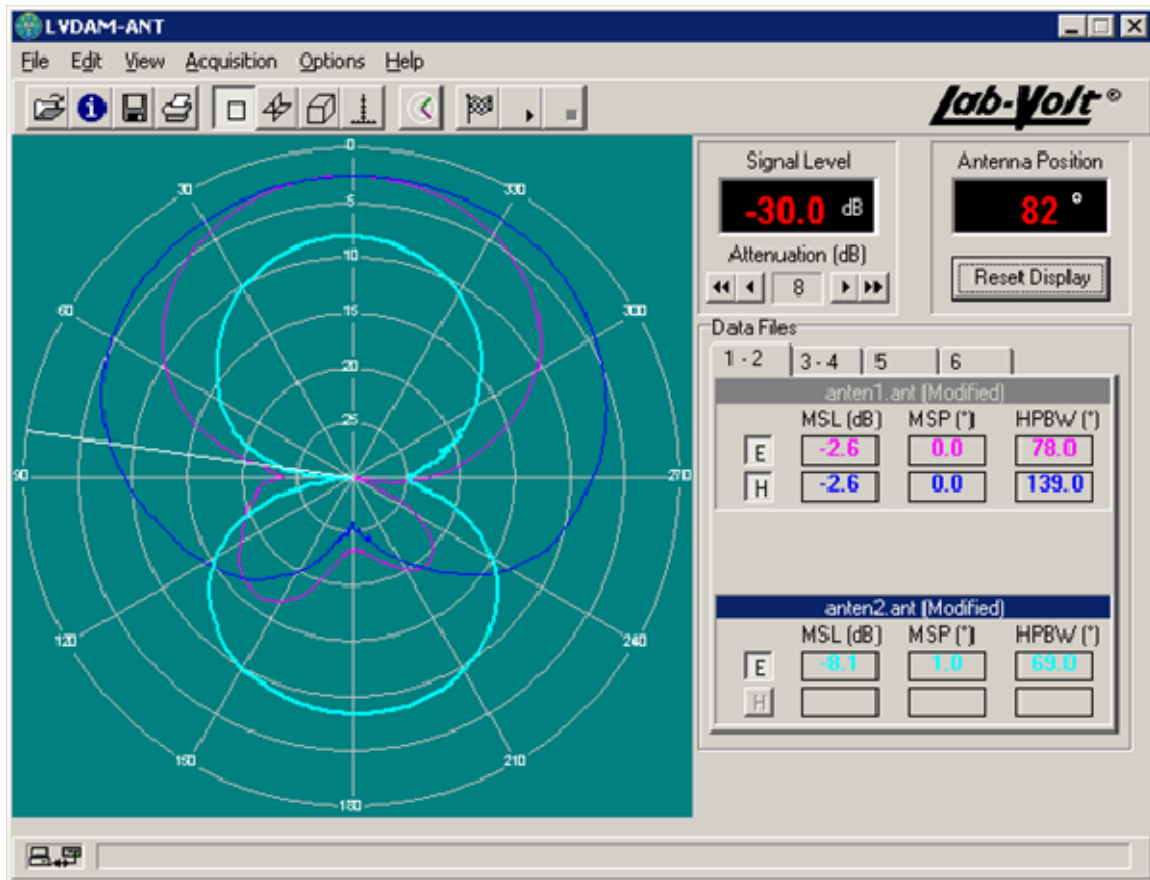 LVDAM-ANT
File Edit View Acquisition Options Help
Lab-Volt ®
Signal Level
-30.0 dB
Attenuation (dB)
8
Antenna Position
82 °
Reset Display
Data Files
1 - 2 3 - 4 5 6
anten1.ant (Modified)
MSL (dB) MSP (°) HPBW (°)
E -2.6 0.0 78.0
H -2.6 0.0 139.0
anten2.ant (Modified)
MSL (dB) MSP (°) HPBW (°)
E -8.1 1.0 69.0
H
0
30 330
5
10
60 15 300
20
25
90 270
120 240
150 210
180